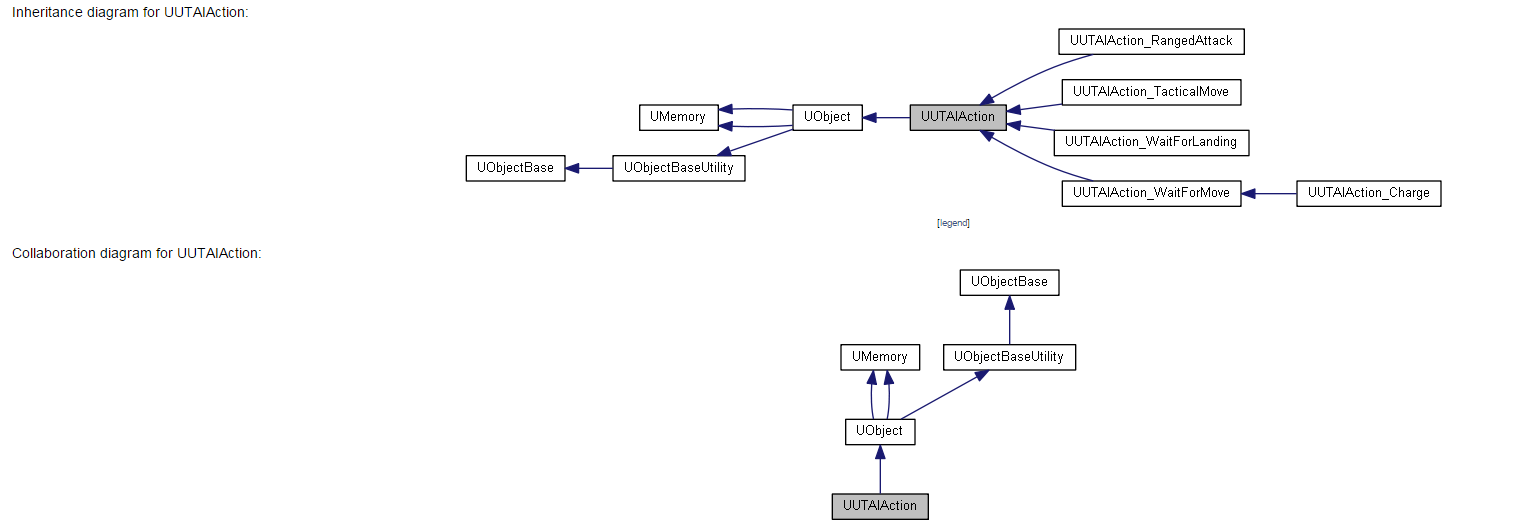 Inheritance diagram for UUTAIAction:
UUTAIAction_RangedAttack
UUTAIAction_TacticalMove
UMemory
UObject
UUTAIAction
UUTAIAction_WaitForLanding
UObjectBase
UObjectBaseUtility
UUTAIAction_WaitForMove
UUTAIAction_Charge
[legend]
Collaboration diagram for UUTAIAction:
UObjectBase
UMemory
UObjectBaseUtility
UObject
UUTAIAction